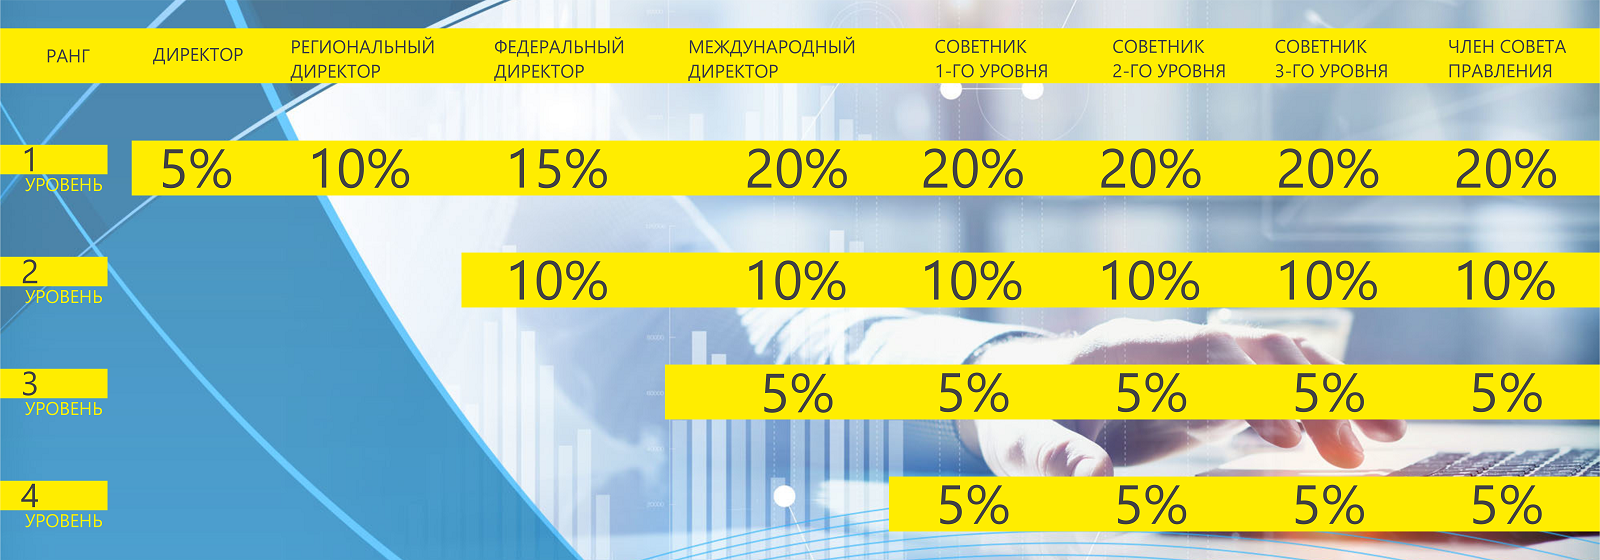 РАНГ
ДИРЕКТОР
РЕГИОНАЛЬНЫЙ
ДИРЕКТОР
ФЕДЕРАЛЬНЫЙ
ДИРЕКТОР
МЕЖДУНАРОДНЫЙ
ДИРЕКТОР
СОВЕТНИК
1-ГО УРОВНЯ
СОВЕТНИК
2-ГО УРОВНЯ
СОВЕТНИК
3-ГО УРОВНЯ
ЧЛЕН СОВЕТА
ПРАВЛЕНИЯ
1
УРОВЕНЬ
5% 10% 15% 20% 20% 20% 20% 20%
2
УРОВЕНЬ
10% 10% 10% 10% 10% 10%
3
УРОВЕНЬ
5% 5% 5% 5% 5%
4
УРОВЕНЬ
5% 5% 5% 5%